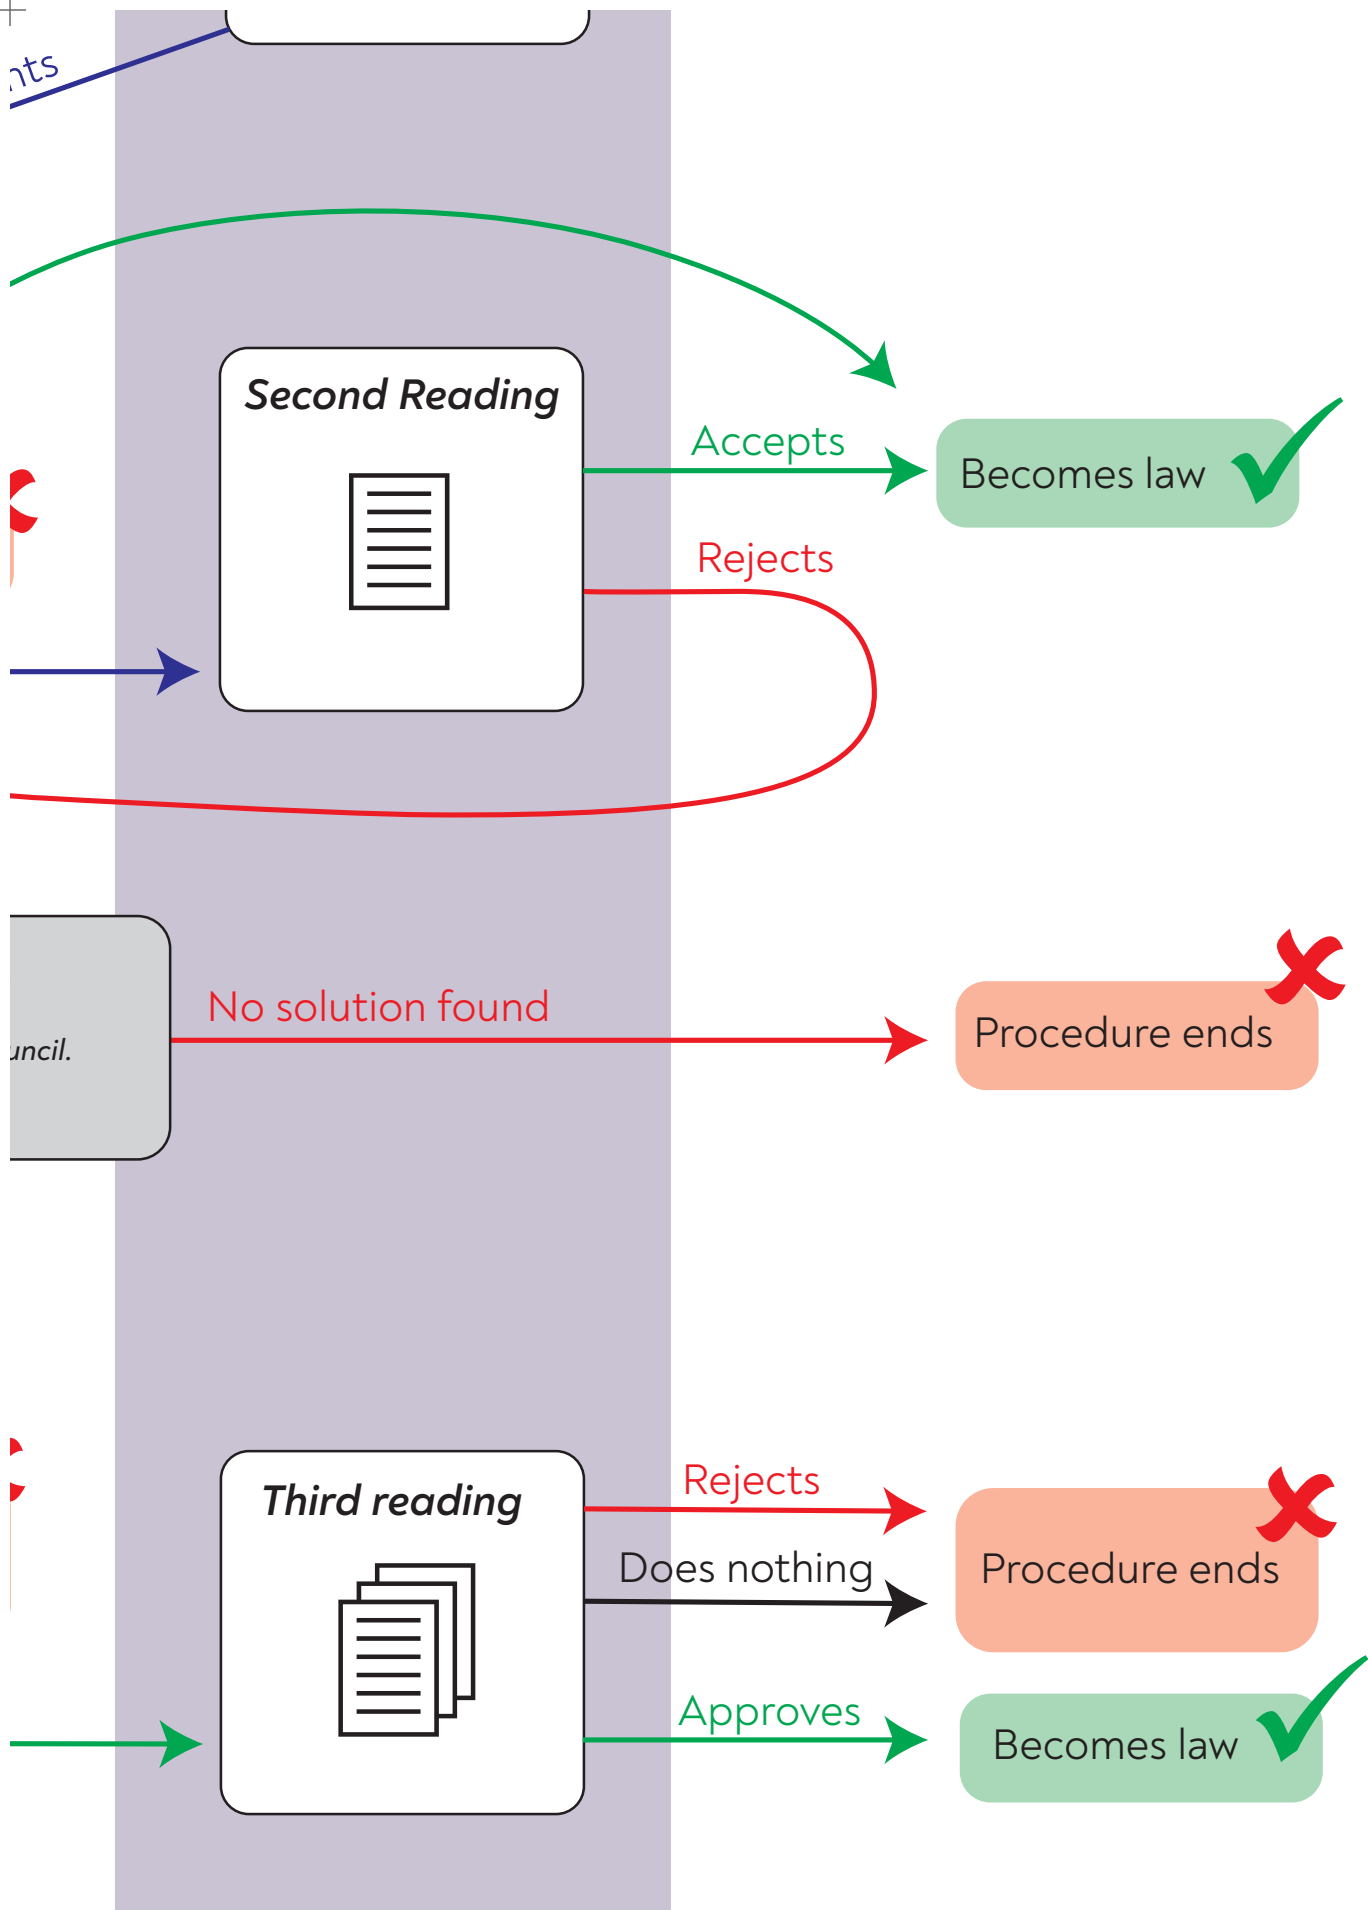 Second Reading
Accepts
Becomes law
Rejects
No solution found
Procedure ends
Third reading
Rejects
Does nothing
Procedure ends
Approves
Becomes law